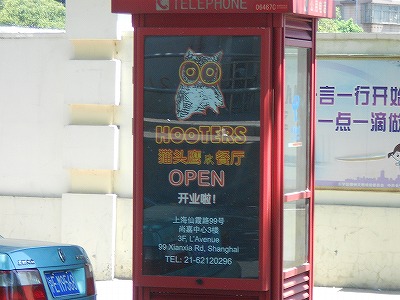 TELEPHONE
D6467C
HOOTERS
猫头鹰 餐厅
OPEN
开业啦!
上海仙霞路99号
尚嘉中心3楼
3F, L'Avenue
99 Xianxia Rd, Shanghai
TEL: 21-62120296
言一行开始
一点一滴做